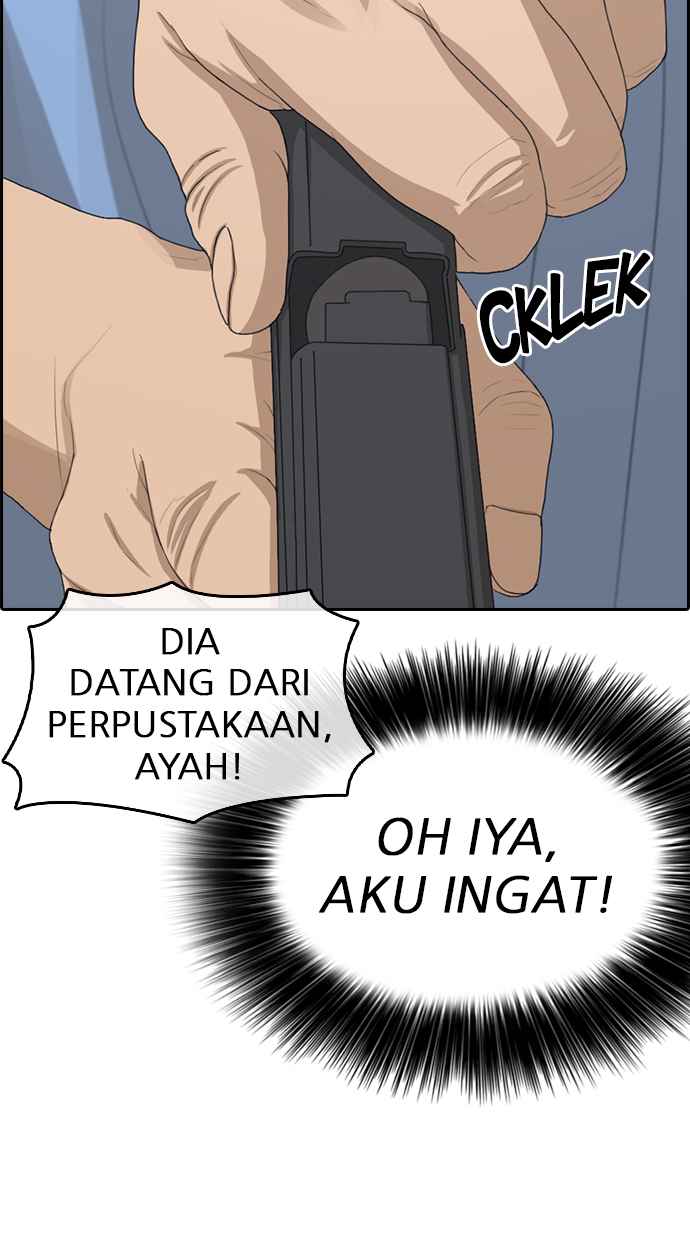 CKLEK
DIA
DATANG DARI
PERPUSTAKAAN,
AYAH!
OH IYA,
AKU INGAT!